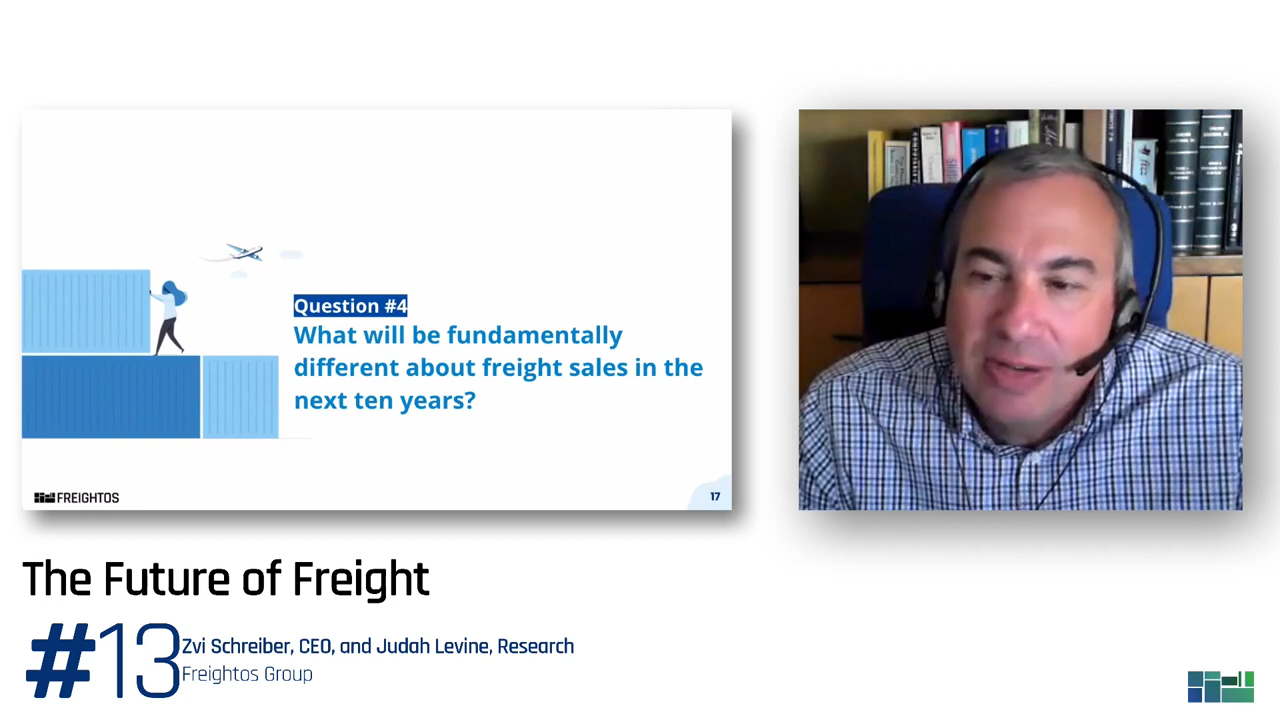 Question #4
What will be fundamentally
different about freight sales in the
next ten years?
FREIGHTOS
17
The Future of Freight
#13
Zvi Schreiber, CEO, and Judah Levine, Research
Freightos Group